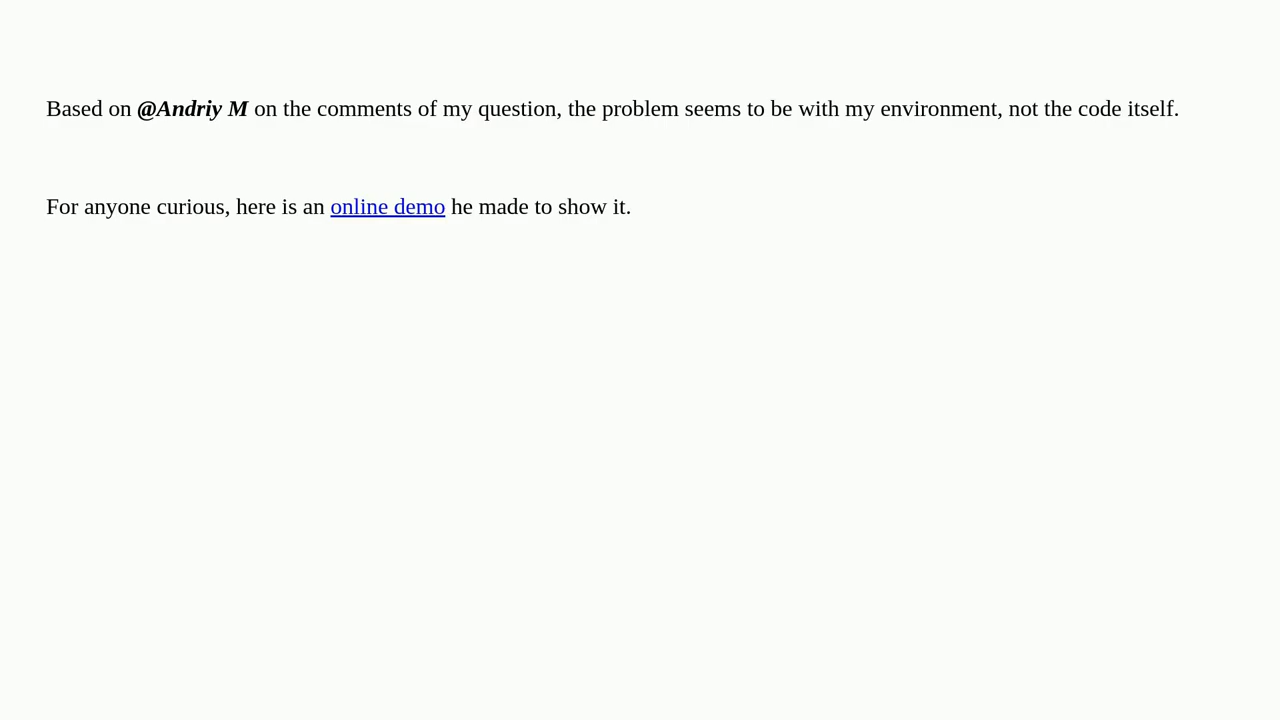 Based on @Andriy M on the comments of my question, the problem seems to be with my environment, not the code itself.
For anyone curious, here is an online demo he made to show it.